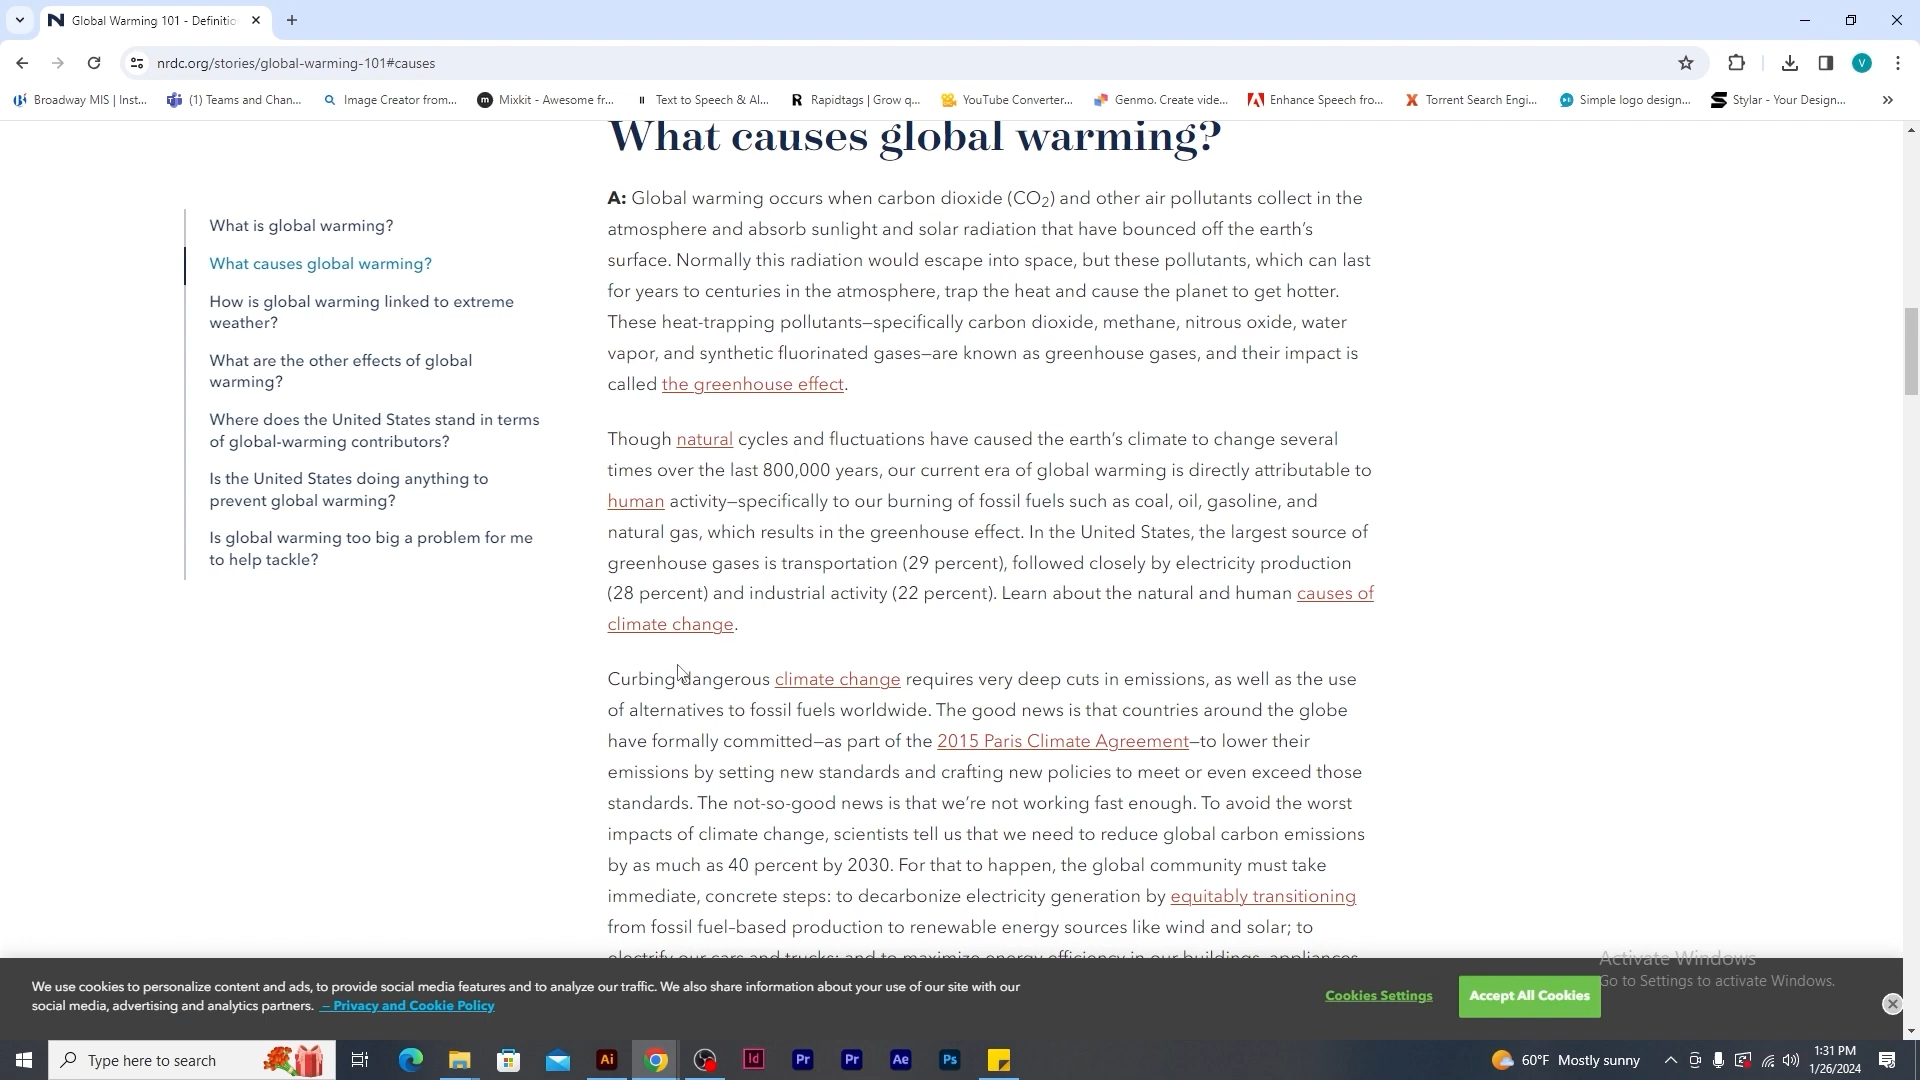 Global Warming 101 - Definitio
nrdc.org/stories/global-warming-101#causes
Broadway MIS | Inst...
(1) Teams and Chan...
Image Creator from...
Mixkit - Awesome fr...
Text to Speech & AI...
Rapidtags | Grow q...
YouTube Converter...
Genmo. Create vide...
Enhance Speech fro...
Torrent Search Engi...
Simple logo design...
Stylar - Your Design...
V
What is global warming?
What causes global warming?
How is global warming linked to extreme
weather?
What are the other effects of global
warming?
Where does the United States stand in terms
of global-warming contributors?
Is the United States doing anything to
prevent global warming?
Is global warming too big a problem for me
to help tackle?
What causes global warming?
A: Global warming occurs when carbon dioxide (CO2) and other air pollutants collect in the
atmosphere and absorb sunlight and solar radiation that have bounced off the earth's
surface. Normally this radiation would escape into space, but these pollutants, which can last
for years to centuries in the atmosphere, trap the heat and cause the planet to get hotter.
These heat-trapping pollutants—specifically carbon dioxide, methane, nitrous oxide, water
vapor, and synthetic fluorinated gases—are known as greenhouse gases, and their impact is
called the greenhouse effect.
Though natural cycles and fluctuations have caused the earth's climate to change several
times over the last 800,000 years, our current era of global warming is directly attributable to
human activity—specifically to our burning of fossil fuels such as coal, oil, gasoline, and
natural gas, which results in the greenhouse effect. In the United States, the largest source of
greenhouse gases is transportation (29 percent), followed closely by electricity production
(28 percent) and industrial activity (22 percent). Learn about the natural and human causes of
climate change.
Curbing dangerous climate change requires very deep cuts in emissions, as well as the use
of alternatives to fossil fuels worldwide. The good news is that countries around the globe
have formally committed—as part of the 2015 Paris Climate Agreement—to lower their
emissions by setting new standards and crafting new policies to meet or even exceed those
standards. The not-so-good news is that we're not working fast enough. To avoid the worst
impacts of climate change, scientists tell us that we need to reduce global carbon emissions
by as much as 40 percent by 2030. For that to happen, the global community must take
immediate, concrete steps: to decarbonize electricity generation by equitably transitioning
from fossil fuel–based production to renewable energy sources like wind and solar; to
electrify our cars and trucks; and to maximize energy efficiency in our buildings, appliances,
We use cookies to personalize content and ads, to provide social media features and to analyze our traffic. We also share information about your use of our site with our
social media, advertising and analytics partners. – Privacy and Cookie Policy
Cookies Settings
Accept All Cookies
Activate Windows
Go to Settings to activate Windows.
Type here to search
Ai
Id
Pr
Pr
Ae
Ps
60°F Mostly sunny
1:31 PM
1/26/2024